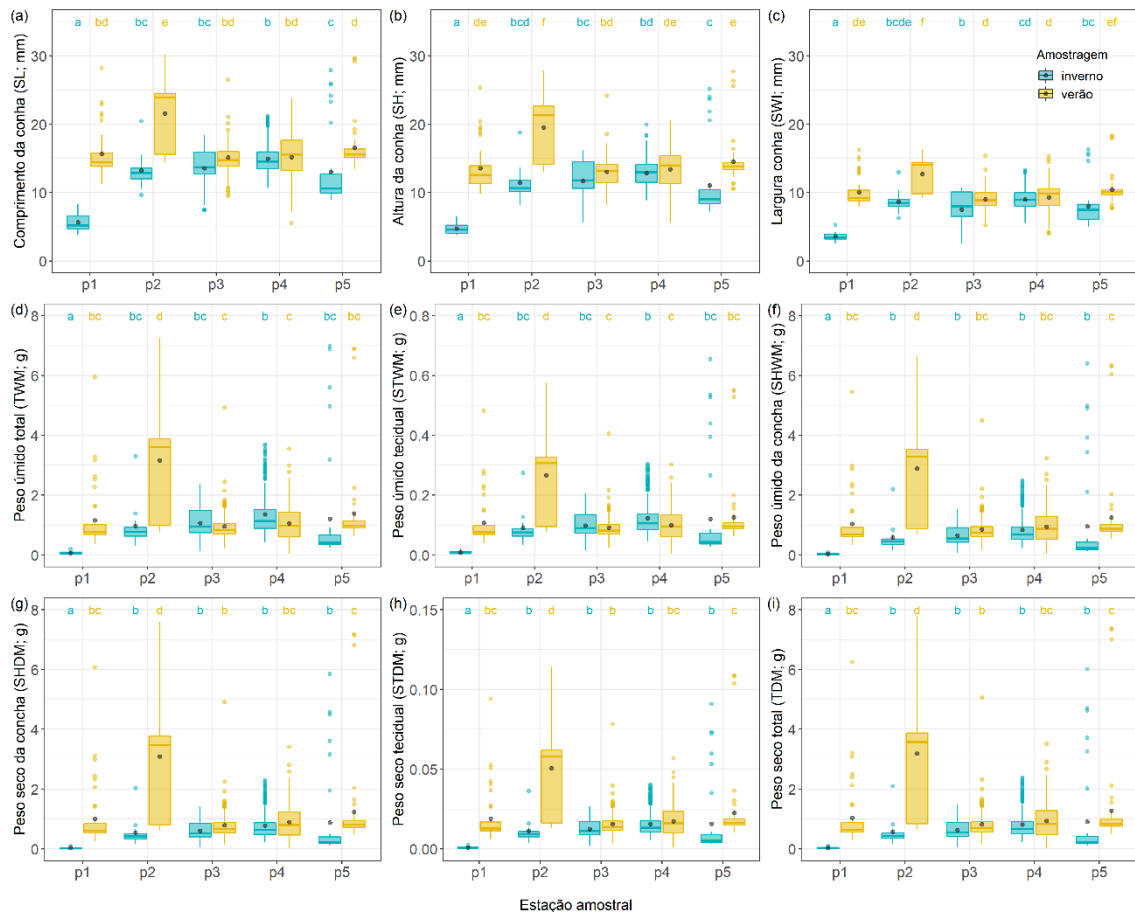 (a)
Comprimento da conha (SL; mm)
a bd bc e bc bd b bd c d
30
20
10
0
p1 p2 p3 p4 p5
(b)
Altura da conha (SH; mm)
a de bcd f bc d bcd de c e
30
20
10
0
p1 p2 p3 p4 p5
(c)
Largura conha (SWI; mm)
a de bcde f b d cd d bc ef
Amostragem
inverno
verão
30
20
10
0
p1 p2 p3 p4 p5
(d)
Peso úmido total (TWM; g)
a bc bc d bc c b c bc bc
8
6
4
2
0
p1 p2 p3 p4 p5
(e)
Peso úmido tecidual (STWM; g)
a bc bc d bc c b c bc bc
0.8
0.6
0.4
0.2
0.0
p1 p2 p3 p4 p5
(f)
Peso úmido da concha (SHWM; g)
a bc b d b bc b bc b c
8
6
4
2
0
p1 p2 p3 p4 p5
(g)
Peso seco da concha (SHDM; g)
a bc b d b b b bc b c
8
6
4
2
0
p1 p2 p3 p4 p5
(h)
Peso seco tecidual (STDM; g)
a bc b d b b b bc b c
0.15
0.10
0.05
0.00
p1 p2 p3 p4 p5
(i)
Peso seco total (TDM; g)
a bc b d b b b bc b c
8
6
4
2
0
p1 p2 p3 p4 p5
Estação amostral